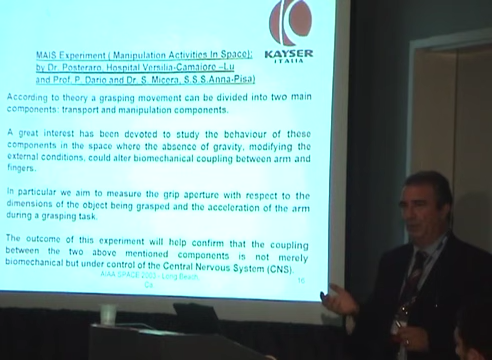 KAYSER
ITALIA
MAIS Experiment ( Manipulation Activities In Space):
by Dr. Posteraro, Hospital Versilia-Camaiore –Lu
and Prof. P. Dario and Dr. S. Micera, S.S.S.Anna-Pisa)
According to theory a grasping movement can be divided into two main
components: transport and manipulation components.
A great interest has been devoted to study the behaviour of these
components in the space where the absence of gravity, modifying the
external conditions, could alter biomechanical coupling between arm and
fingers.
In particular we aim to measure the grip aperture with respect to the
dimensions of the object being grasped and the acceleration of the arm
during a grasping task.
The outcome of this experiment will help confirm that the coupling
between the two above mentioned components is not merely
biomechanical but under control of the Central Nervous System (CNS).
AIAA SPACE 2003 - Long Beach,
Ca.